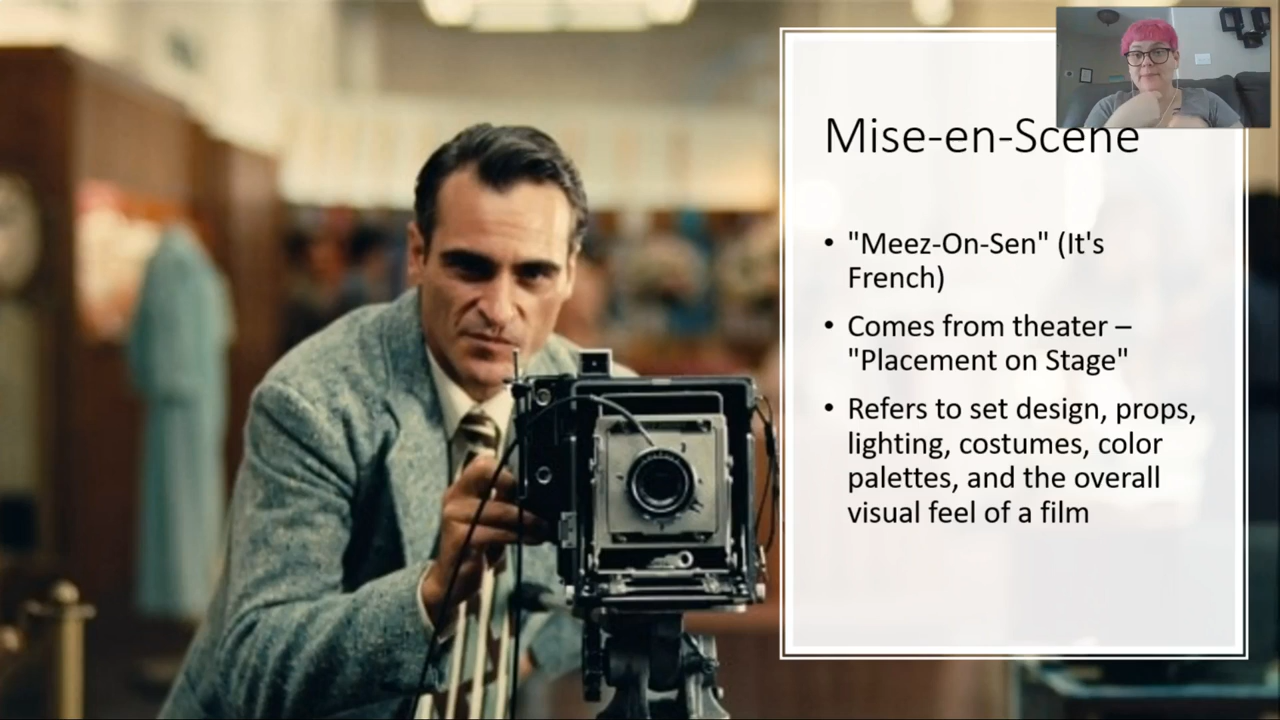 Mise-en-Scene
• "Meez-On-Sen" (It's
French)
• Comes from theater –
"Placement on Stage"
• Refers to set design, props,
lighting, costumes, color
palettes, and the overall
visual feel of a film